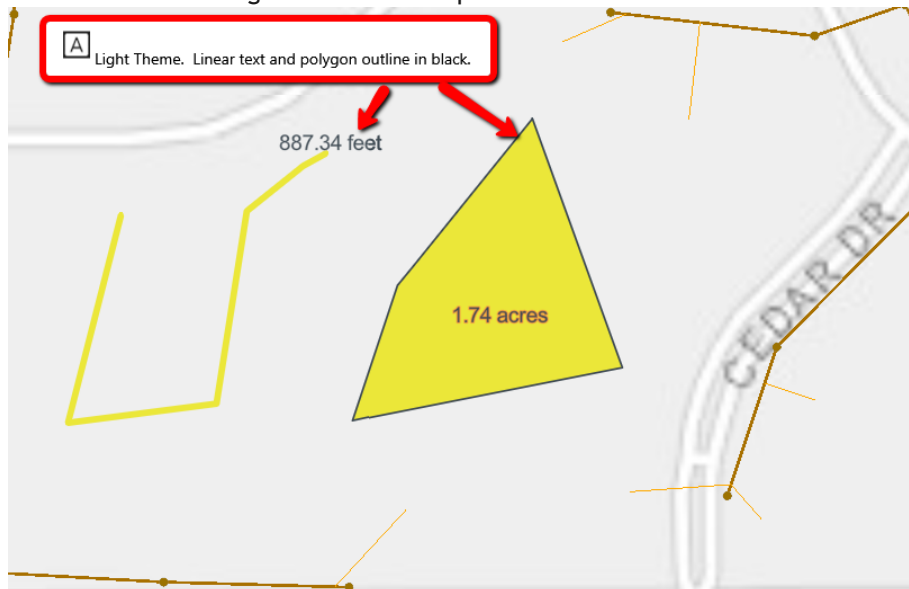 A Light Theme.  Linear text and polygon outline in black.
887.34 feet
1.74 acres
CEDAR DR